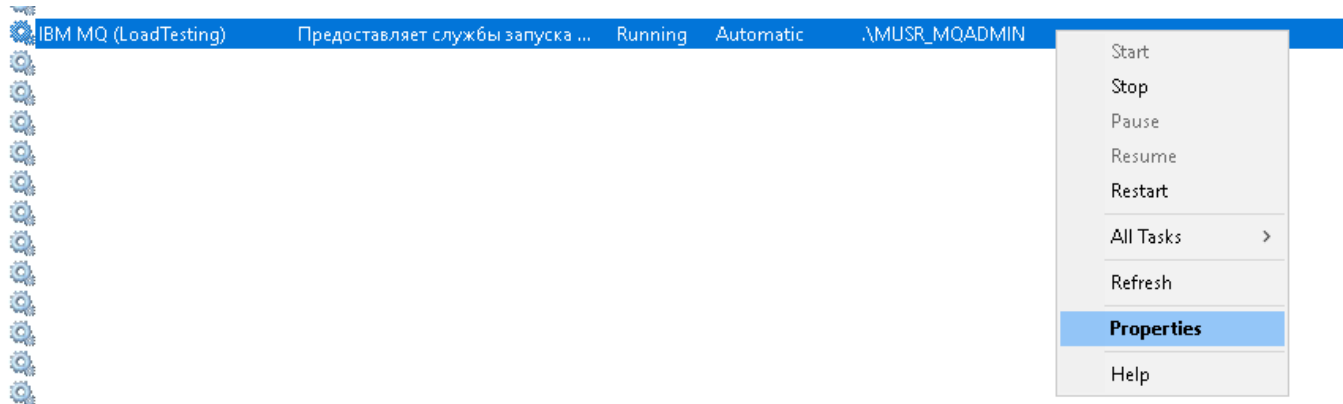 IBM MQ (LoadTesting) Предоставляет службы запуска ... Running Automatic .\MUSR_MQADMIN
Start
Stop
Pause
Resume
Restart
All Tasks
Refresh
Properties
Help